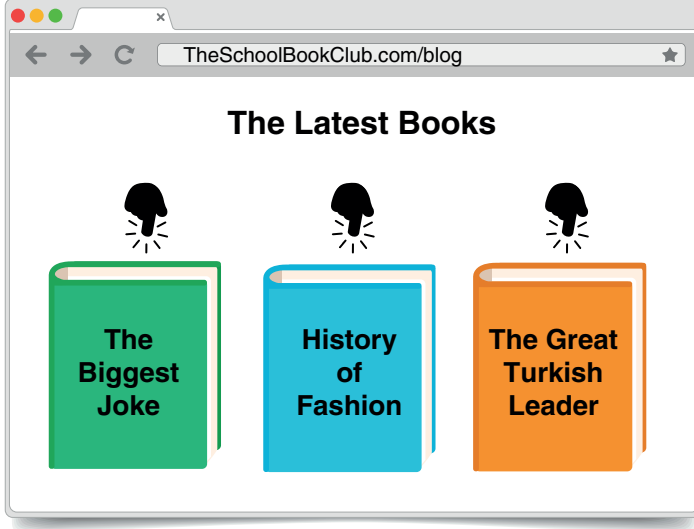 TheSchoolBookClub.com/blog
The Latest Books
The
Biggest
Joke
History
of
Fashion
The Great
Turkish
Leader